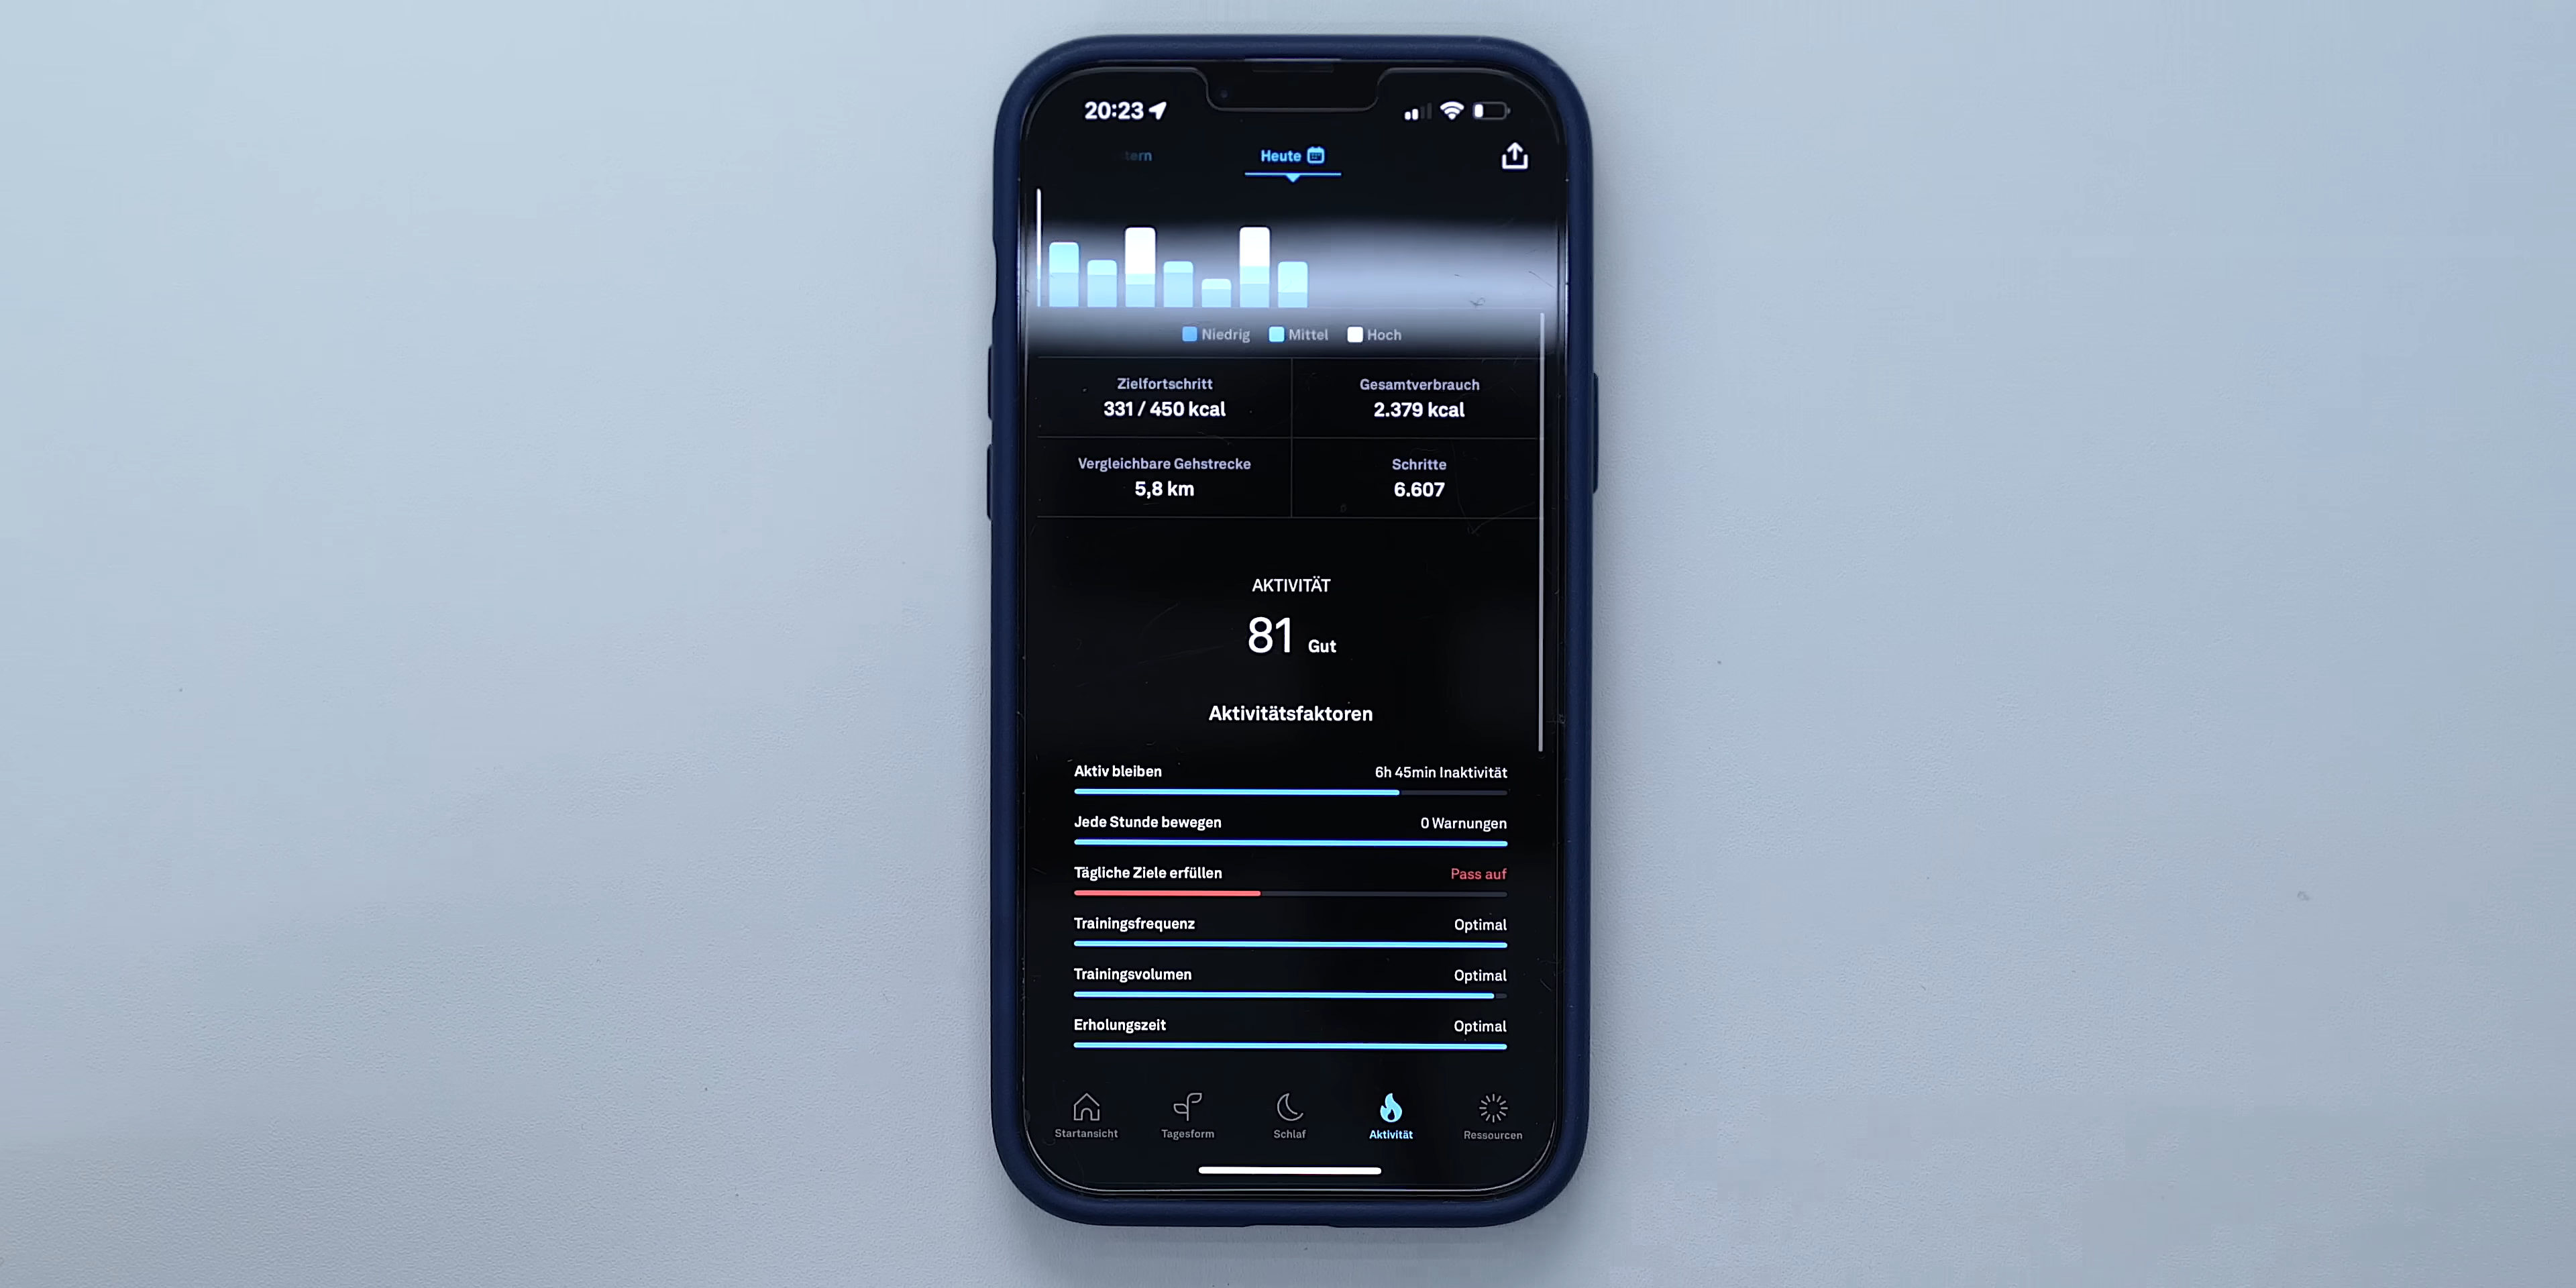 20:23
tern Heute
Niedrig Mittel Hoch
Zielfortschritt
331 / 450 kcal
Gesamtverbrauch
2.379 kcal
Vergleichbare Gehstrecke
5,8 km
Schritte
6.607
AKTIVITÄT
81 Gut
Aktivitätsfaktoren
Aktiv bleiben 6h 45min Inaktivität
Jede Stunde bewegen 0 Warnungen
Tägliche Ziele erfüllen Pass auf
Trainingsfrequenz Optimal
Trainingsvolumen Optimal
Erholungszeit Optimal
Startansicht Tagesform Schlaf Aktivität Ressourcen